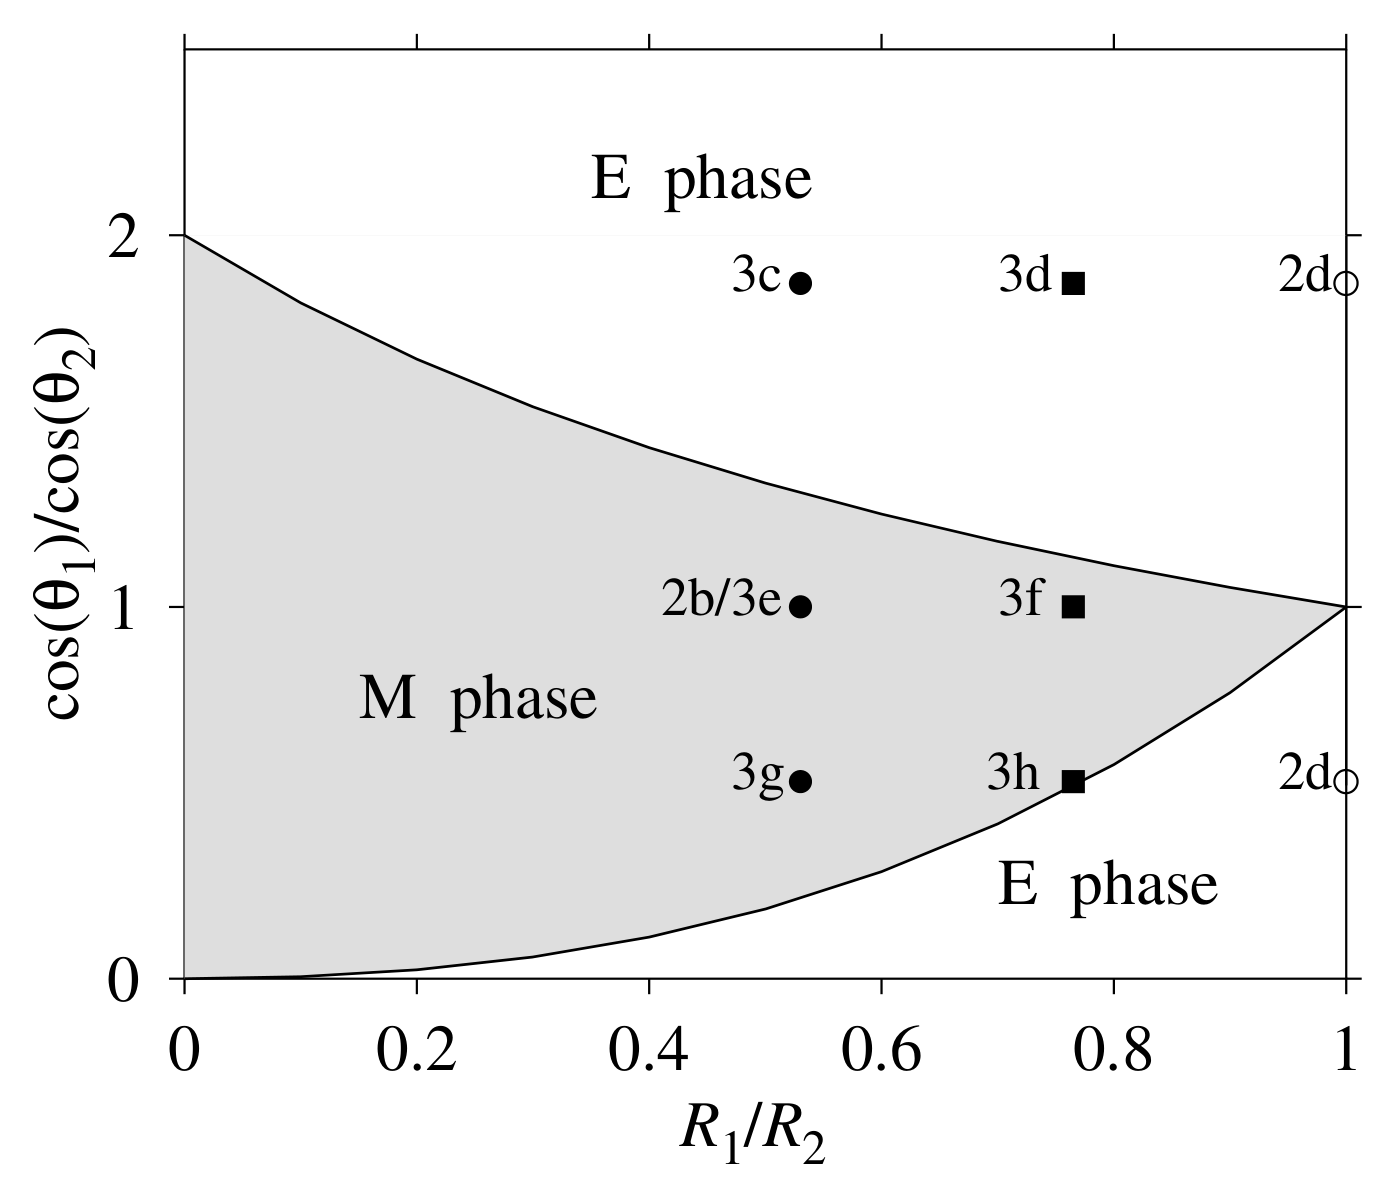 E phase
2
3c
3d
2d
cos(θ₁)/cos(θ₂)
1
2b/3e
3f
M phase
3g
3h
2d
E phase
0
0 0.2 0.4 0.6 0.8 1
R₁/R₂